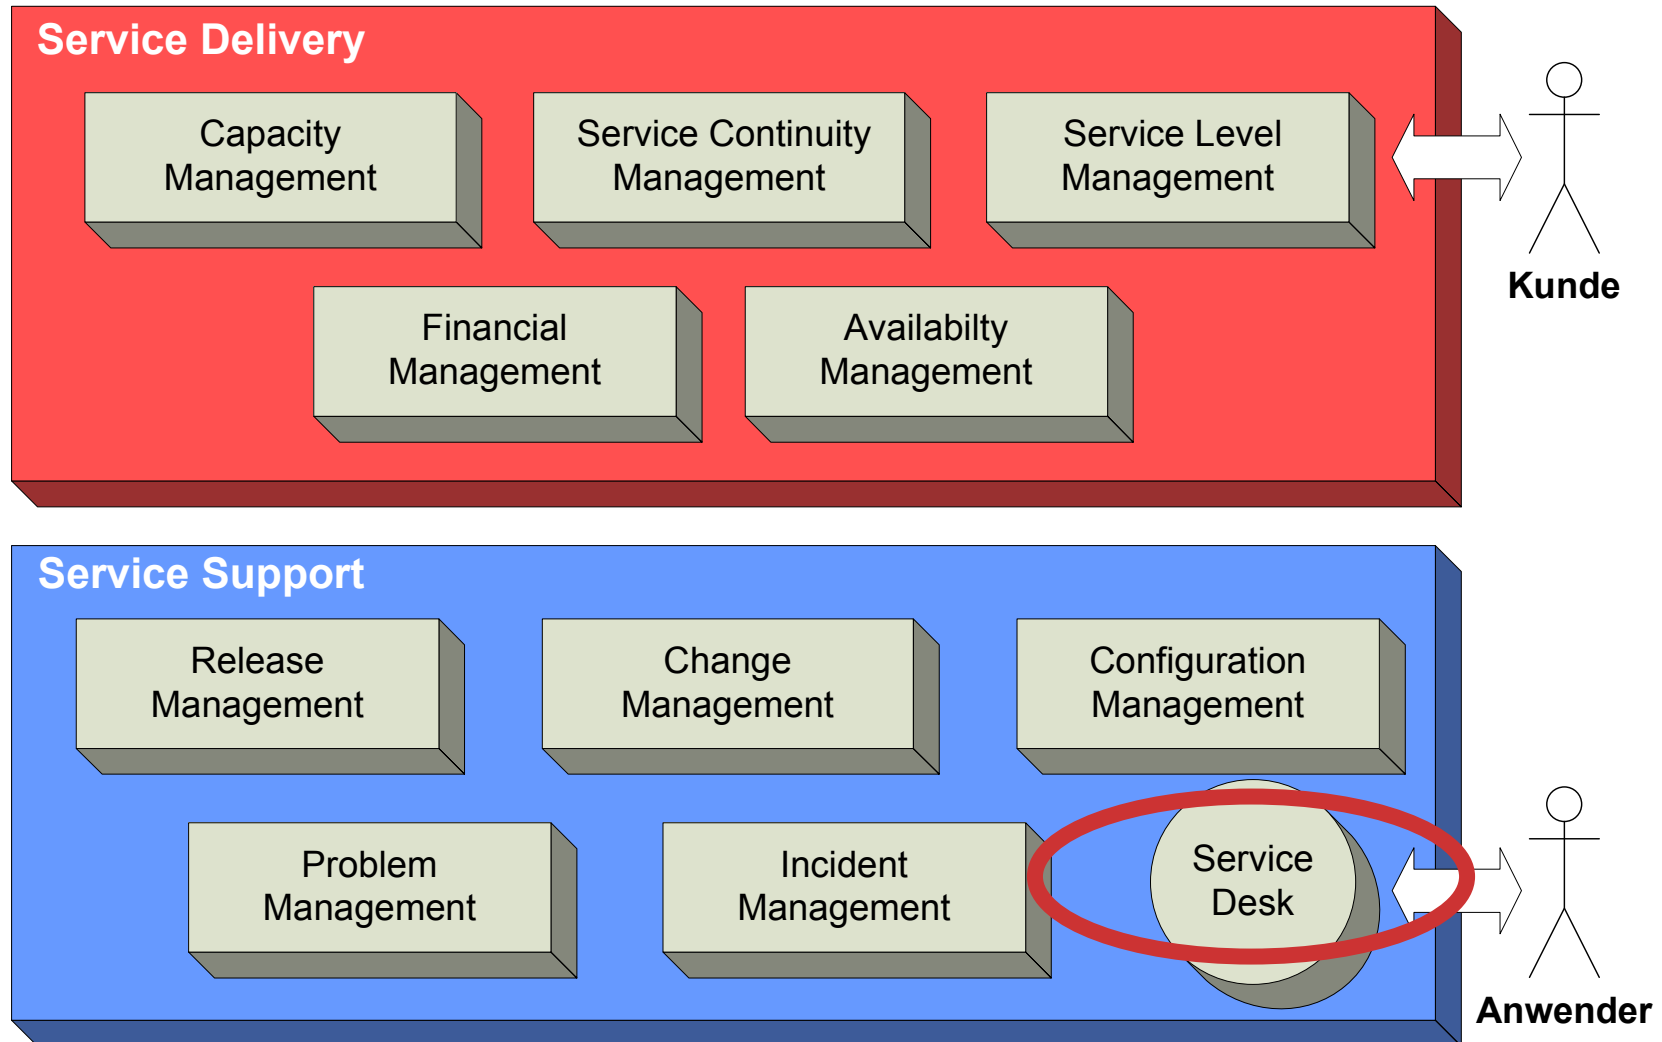 Service Delivery
Capacity
Management
Service Continuity
Management
Service Level
Management
Kunde
Financial
Management
Availabilty
Management
Service Support
Release
Management
Change
Management
Configuration
Management
Problem
Management
Incident
Management
Service
Desk
Anwender